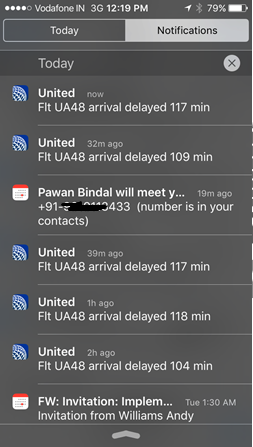 Vodafone IN 3G 12:19 PM 79%
Today Notifications
Today
United now
Flt UA48 arrival delayed 117 min
United 32m ago
Flt UA48 arrival delayed 109 min
Pawan Bindal will meet y... 19m ago
+91- 433 (number is in your
contacts)
United 39m ago
Flt UA48 arrival delayed 117 min
United 1h ago
Flt UA48 arrival delayed 118 min
United 2h ago
Flt UA48 arrival delayed 104 min
FW: Invitation: Implem... Tue 1:30 AM
Invitation from Williams Andy